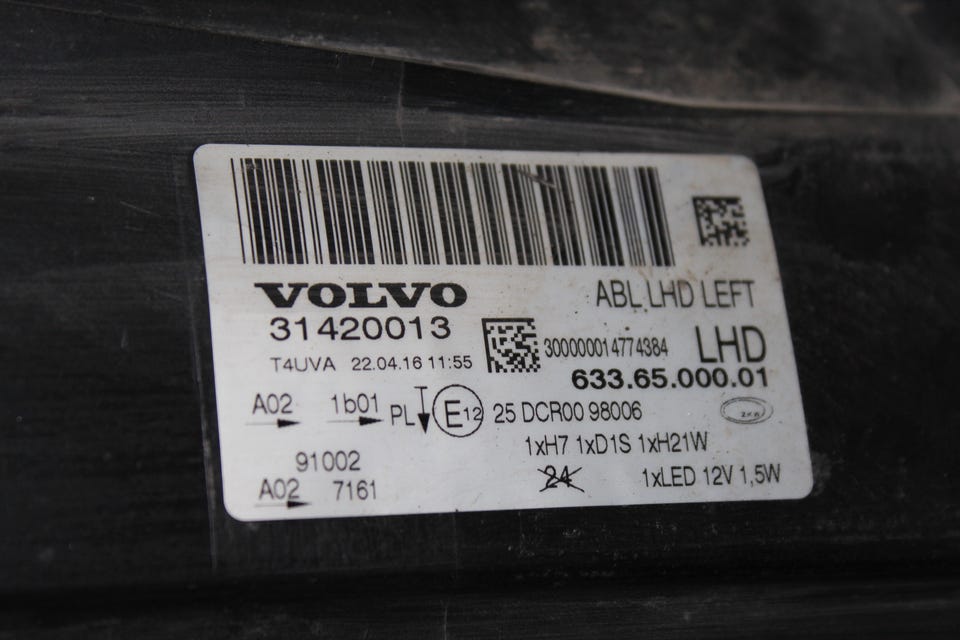 VOLVO
ABL LHD LEFT
31420013
300000014774384
LHD
T4UVA 22.04.16 11:55
633.65.000.01
A02 1b01 PL E12 25 DCR00 98006
ZKW
1xH7 1xD1S 1xH21W
91002
24 1xLED 12V 1,5W
A02 7161